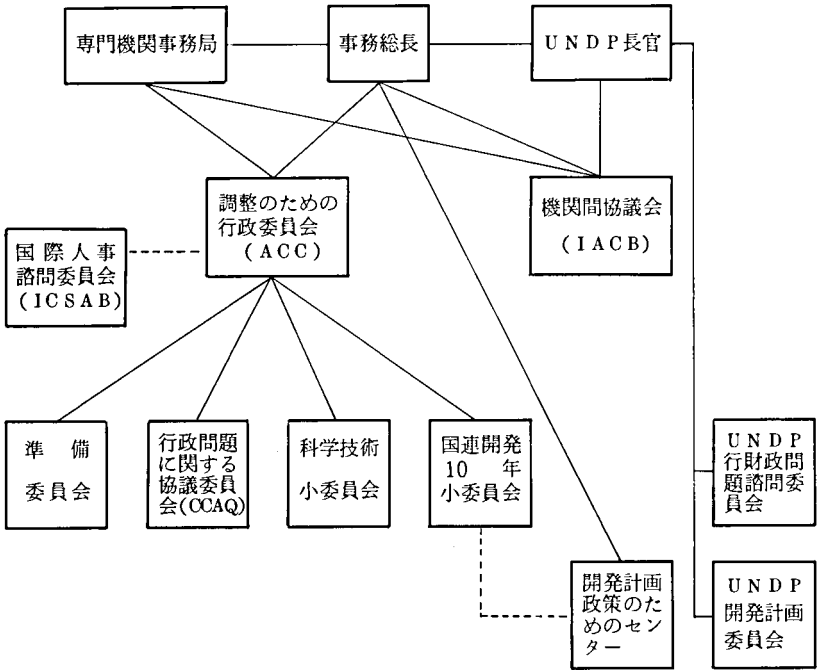 専門機関事務局
事務総長
UNDP長官
調整のための
行政委員会
(ACC)
機関間協議会
(IACB)
国際人事
諮問委員会
(ICSAB)
準備
委員会
行政問題
に関する
協議委員
会(CCAQ)
科学技術
小委員会
国連開発
10年
小委員会
UNDP
行財政問
題諮問委
員会
開発計画
政策のた
めのセン
ター
UNDP
開発計画
委員会